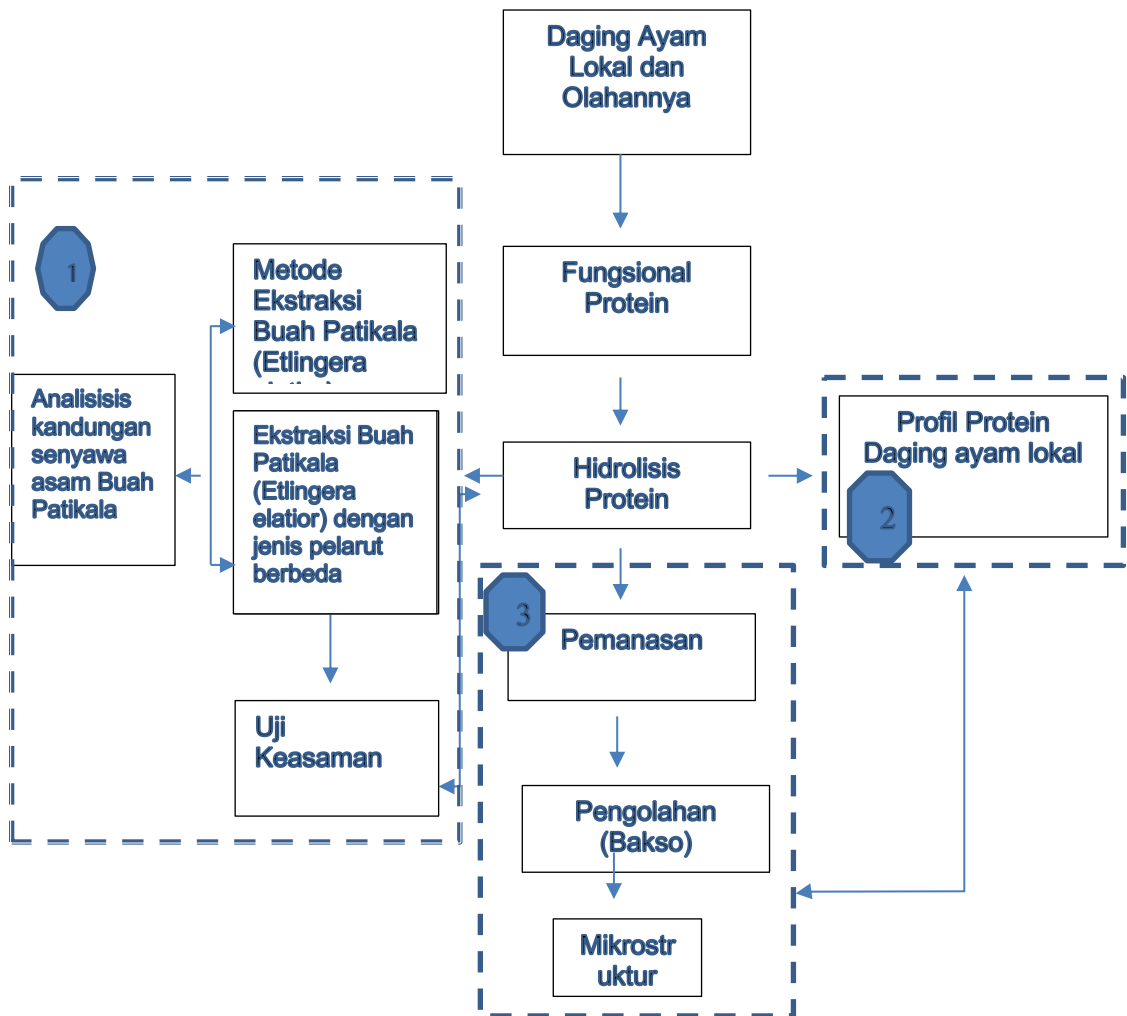 Daging Ayam
Lokal dan
Olahannya
1
Metode
Ekstraksi
Buah Patikala
(Etlingera
Fungsional
Protein
Analisisis
kandungan
senyawa
asam Buah
Patikala
Ekstraksi Buah
Patikala
(Etlingera
elatior) dengan
jenis pelarut
berbeda
Hidrolisis
Protein
Profil Protein
Daging ayam lokal
2
3
Pemanasan
Uji
Keasaman
Pengolahan
(Bakso)
Mikrostr
uktur